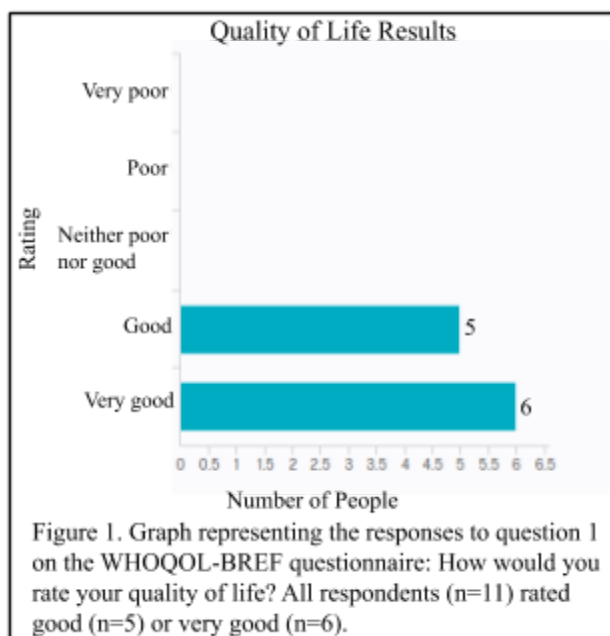 Quality of Life Results
Very poor
Poor
Rating
Neither poor
nor good
Good
5
Very good
6
0 0.5 1 1.5 2 2.5 3 3.5 4 4.5 5 5.5 6 6.5
Number of People
Figure 1. Graph representing the responses to question 1
on the WHOQOL-BREF questionnaire: How would you
rate your quality of life? All respondents (n=11) rated
good (n=5) or very good (n=6).